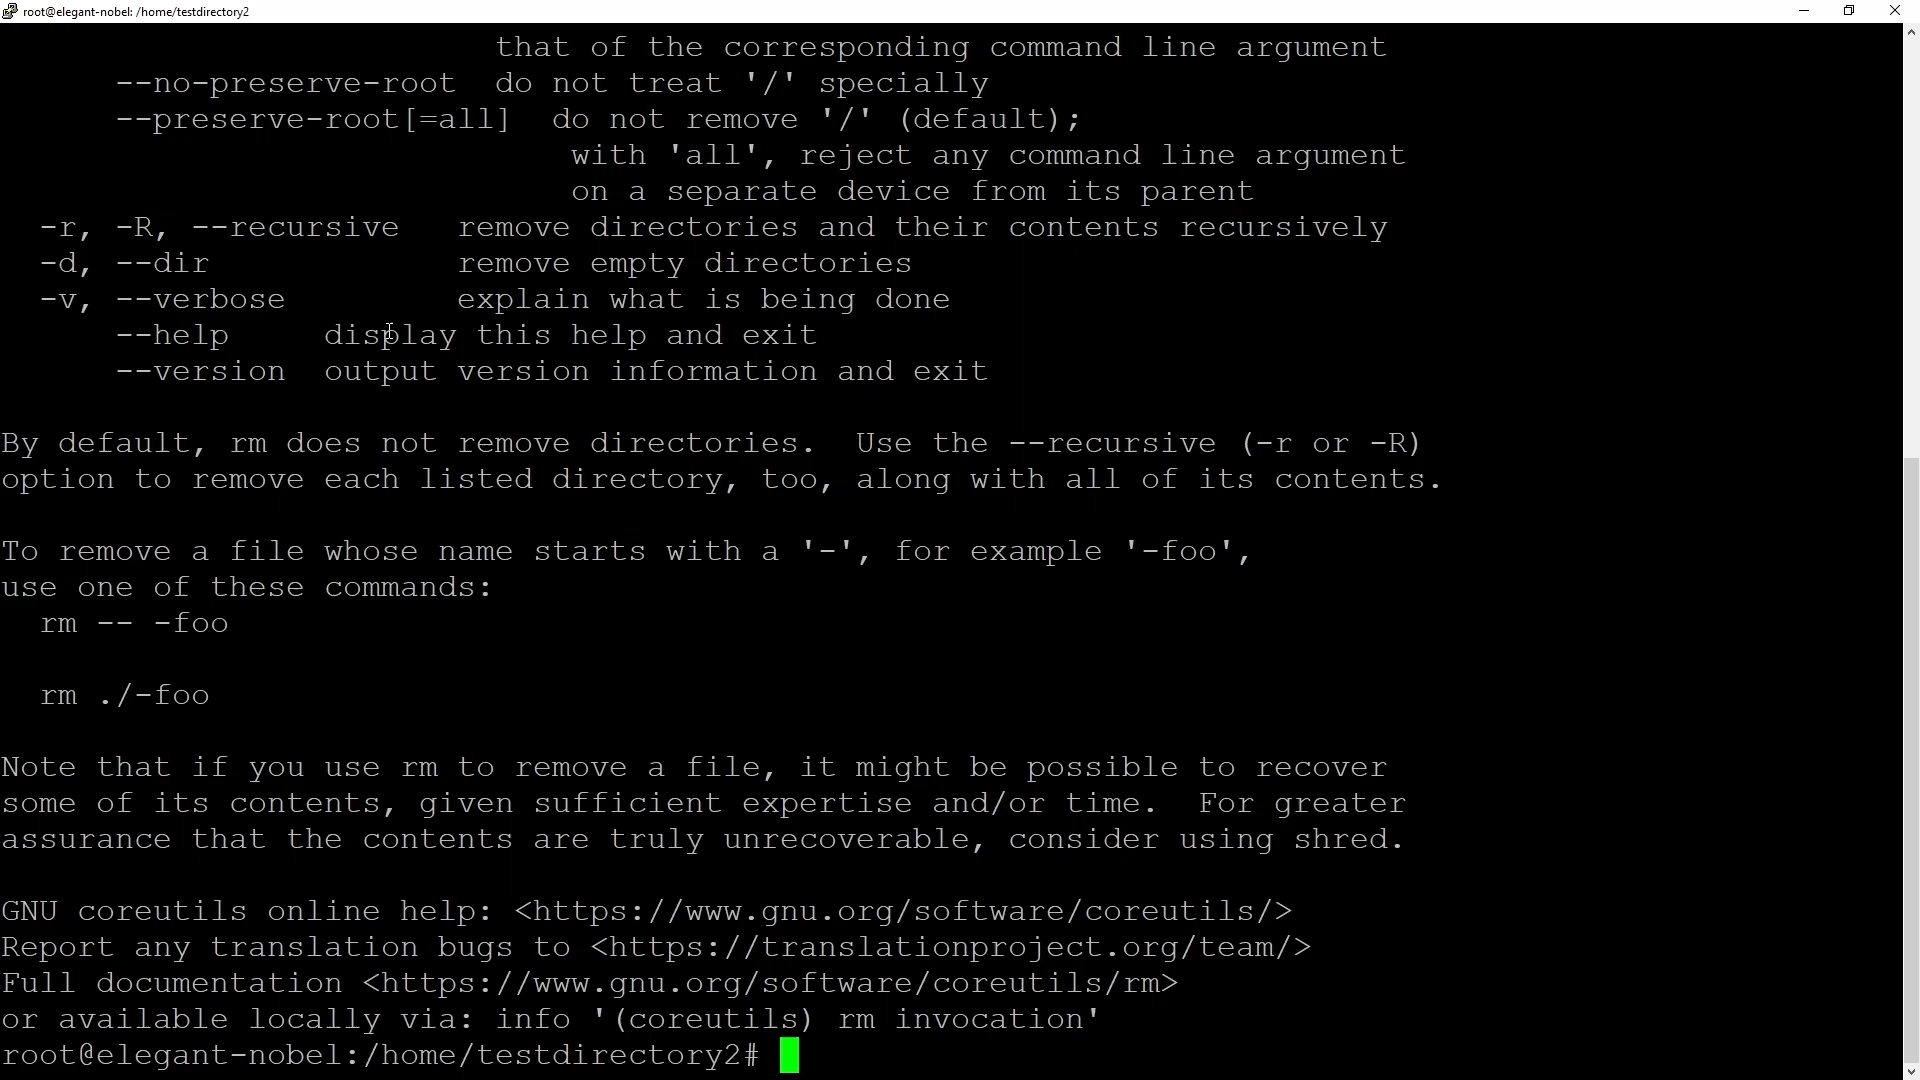 root@elegant-nobel: /home/testdirectory2
that of the corresponding command line argument
--no-preserve-root  do not treat '/' specially
--preserve-root[=all]  do not remove '/' (default);
with 'all', reject any command line argument
on a separate device from its parent
-r, -R, --recursive   remove directories and their contents recursively
-d, --dir             remove empty directories
-v, --verbose         explain what is being done
--help     display this help and exit
--version  output version information and exit
By default, rm does not remove directories.  Use the --recursive (-r or -R)
option to remove each listed directory, too, along with all of its contents.
To remove a file whose name starts with a '-', for example '-foo',
use one of these commands:
rm -- -foo
rm ./-foo
Note that if you use rm to remove a file, it might be possible to recover
some of its contents, given sufficient expertise and/or time.  For greater
assurance that the contents are truly unrecoverable, consider using shred.
GNU coreutils online help: <https://www.gnu.org/software/coreutils/>
Report any translation bugs to <https://translationproject.org/team/>
Full documentation <https://www.gnu.org/software/coreutils/rm>
or available locally via: info '(coreutils) rm invocation'
root@elegant-nobel:/home/testdirectory2#